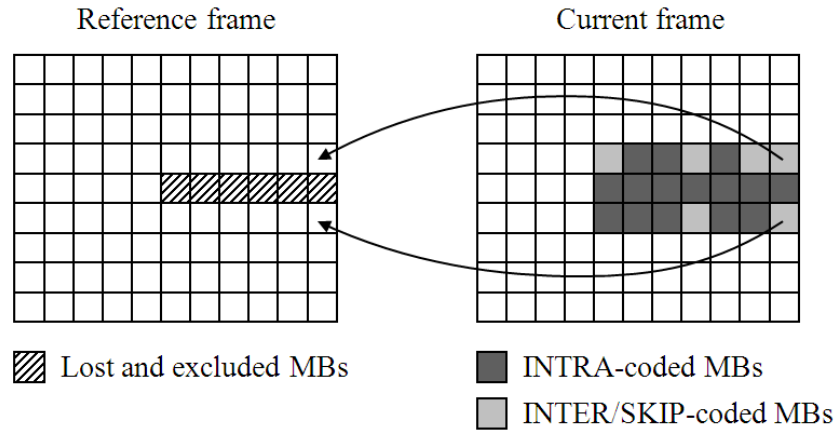 Reference frame
Current frame
Lost and excluded MBs
INTRA-coded MBs
INTER/SKIP-coded MBs